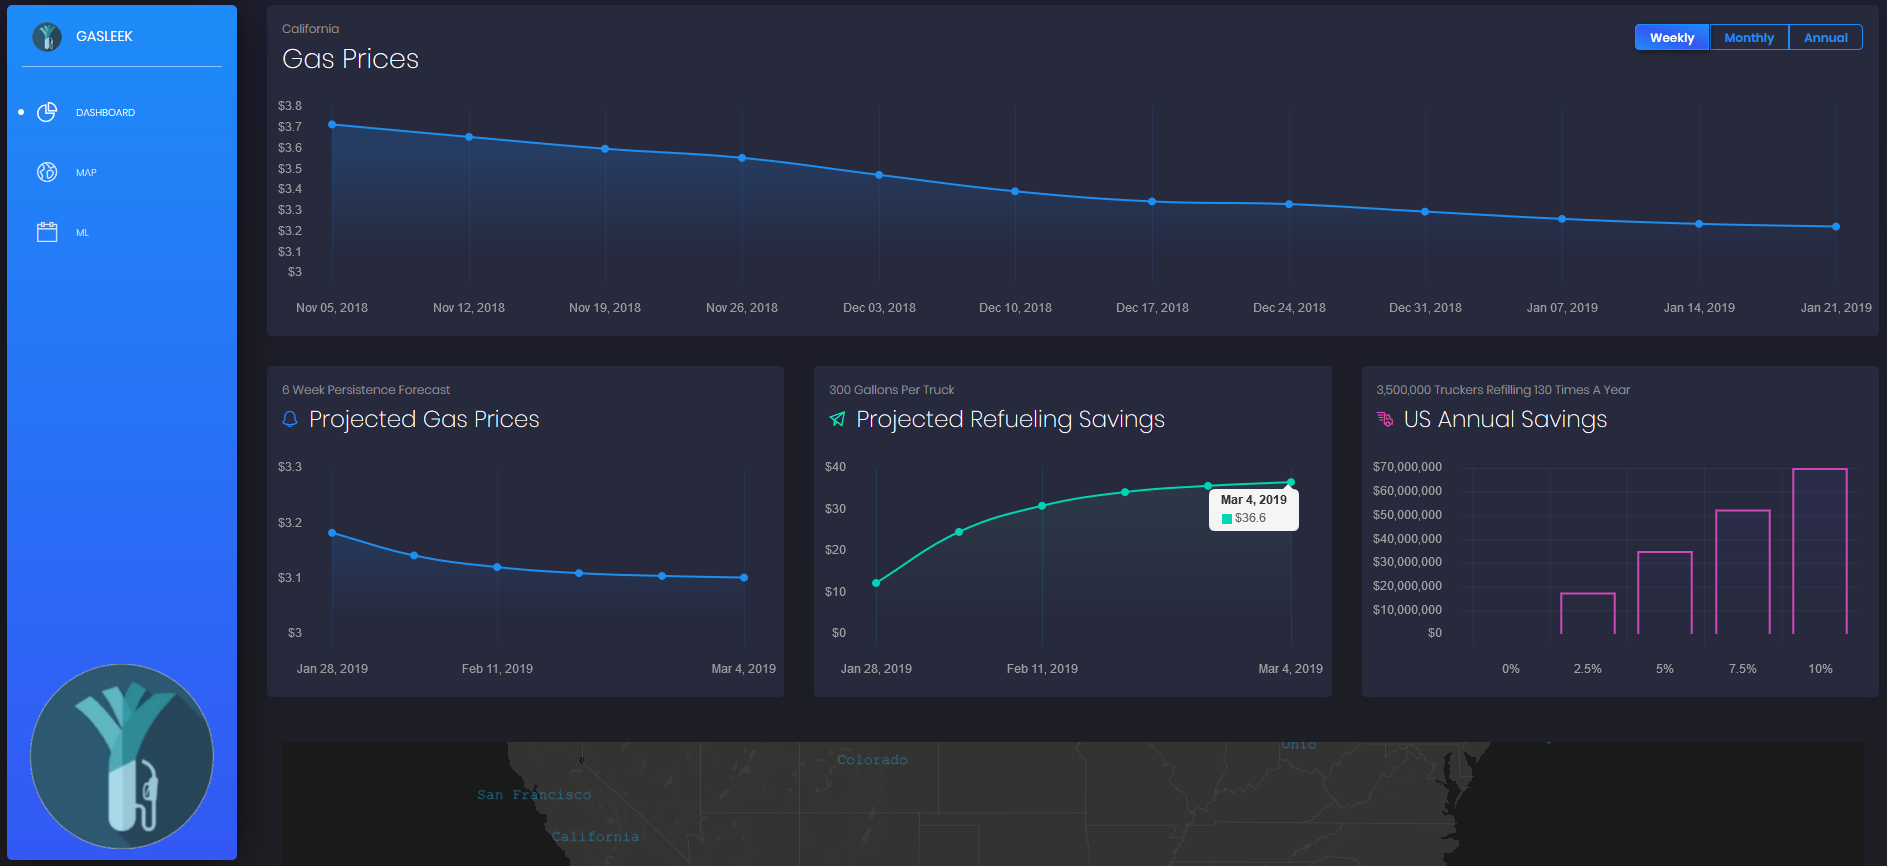 GASLEEK
DASHBOARD
MAP
ML
California
Gas Prices
Weekly Monthly Annual
$3.8
$3.7
$3.6
$3.5
$3.4
$3.3
$3.2
$3.1
$3
Nov 05, 2018 Nov 12, 2018 Nov 19, 2018 Nov 26, 2018 Dec 03, 2018 Dec 10, 2018 Dec 17, 2018 Dec 24, 2018 Dec 31, 2018 Jan 07, 2019 Jan 14, 2019 Jan 21, 2019
6 Week Persistence Forecast
Projected Gas Prices
$3.3
$3.2
$3.1
$3
Jan 28, 2019 Feb 11, 2019 Mar 4, 2019
300 Gallons Per Truck
Projected Refueling Savings
$40
$30
$20
$10
$0
Mar 4, 2019
$36.6
Jan 28, 2019 Feb 11, 2019 Mar 4, 2019
3,500,000 Truckers Refilling 130 Times A Year
US Annual Savings
$70,000,000
$60,000,000
$50,000,000
$40,000,000
$30,000,000
$20,000,000
$10,000,000
$0
0% 2.5% 5% 7.5% 10%
Ohio
Colorado
San Francisco
California